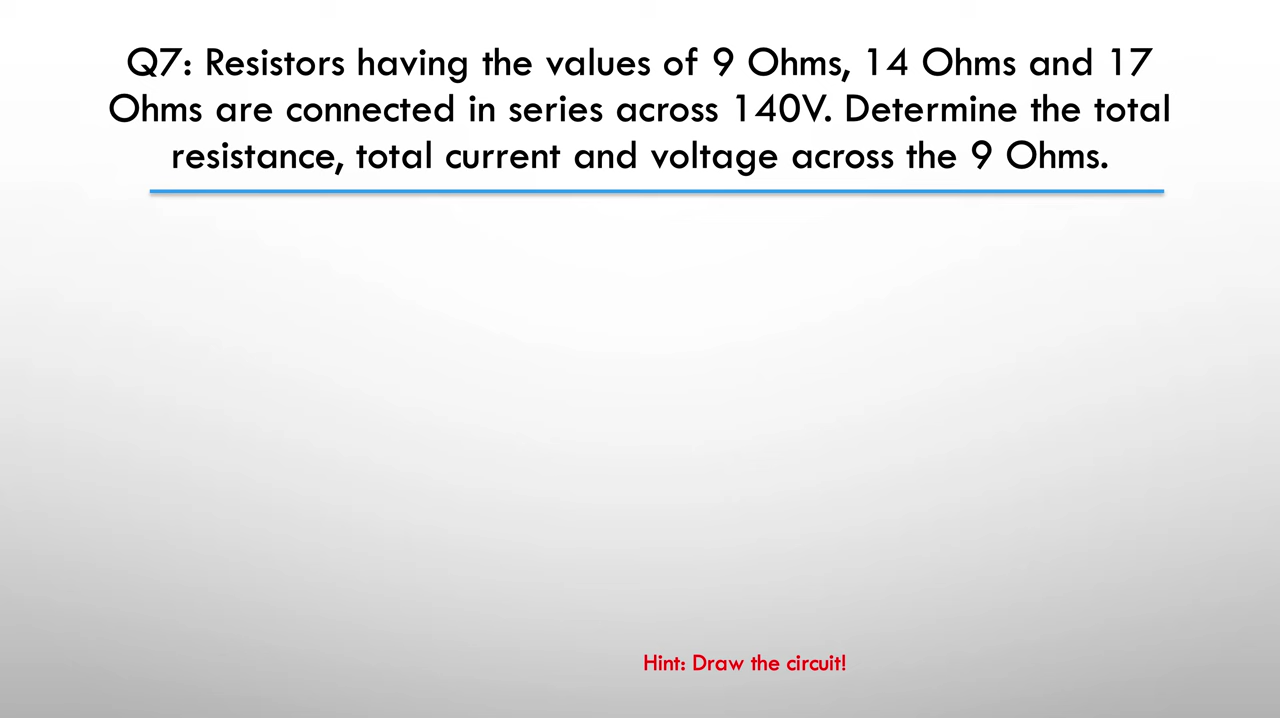 Q7: Resistors having the values of 9 Ohms, 14 Ohms and 17
Ohms are connected in series across 140V. Determine the total
resistance, total current and voltage across the 9 Ohms.
Hint: Draw the circuit!